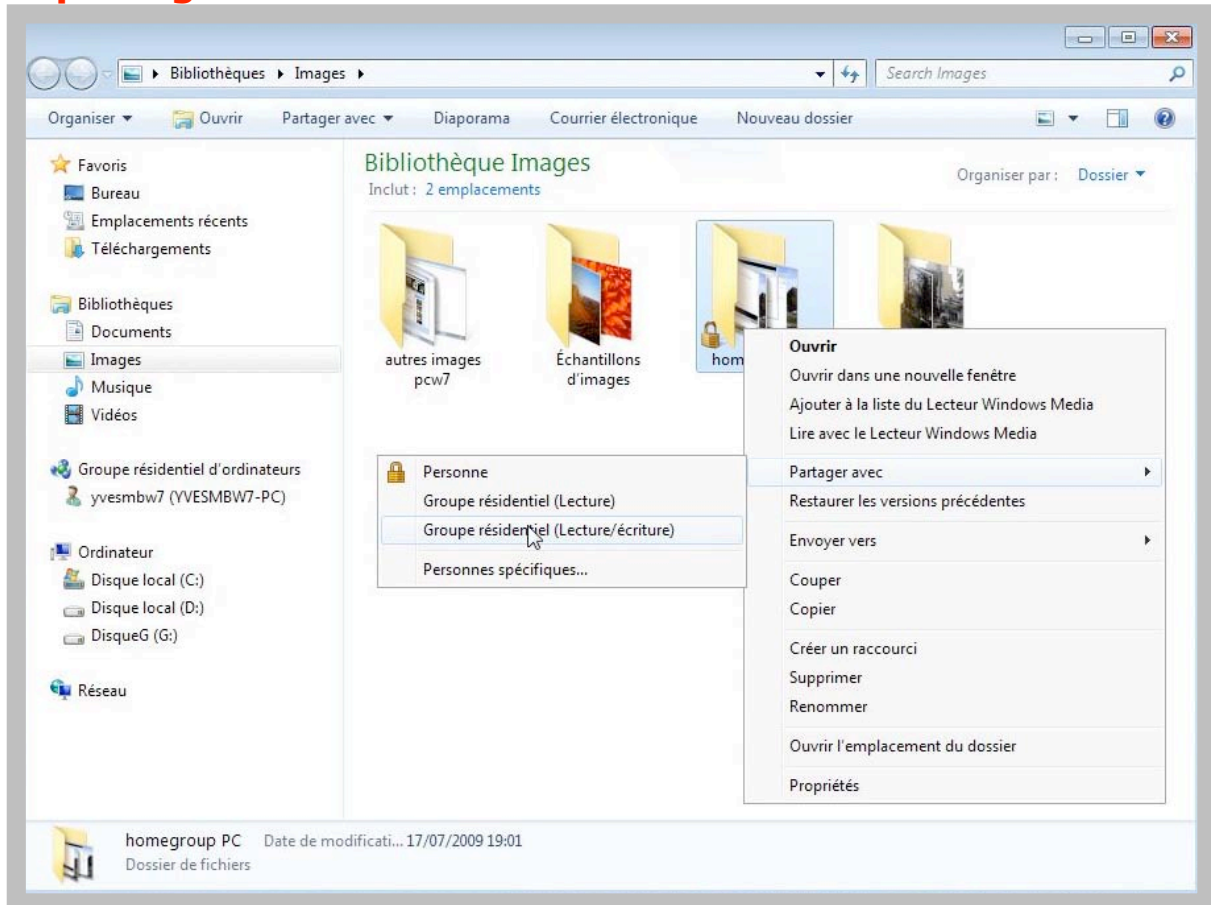 Bibliothèques Images
Search Images
Organiser Ouvrir Partager avec Diaporama Courrier électronique Nouveau dossier
Favoris
Bureau
Emplacements récents
Téléchargements
Bibliothèques
Documents
Images
Musique
Vidéos
Groupe résidentiel d'ordinateurs
yvesmbw7 (YVESMBW7-PC)
Ordinateur
Disque local (C:)
Disque local (D:)
DisqueG (G:)
Réseau
Bibliothèque Images
Inclut : 2 emplacements
Organiser par : Dossier
autres images
pcw7
Échantillons
d'images
hom
Ouvrir
Ouvrir dans une nouvelle fenêtre
Ajouter à la liste du Lecteur Windows Media
Lire avec le Lecteur Windows Media
Partager avec
Restaurer les versions précédentes
Envoyer vers
Couper
Copier
Créer un raccourci
Supprimer
Renommer
Ouvrir l'emplacement du dossier
Propriétés
Personne
Groupe résidentiel (Lecture)
Groupe résidentiel (Lecture/écriture)
Personnes spécifiques...
homegroup PC Date de modificati... 17/07/2009 19:01
Dossier de fichiers